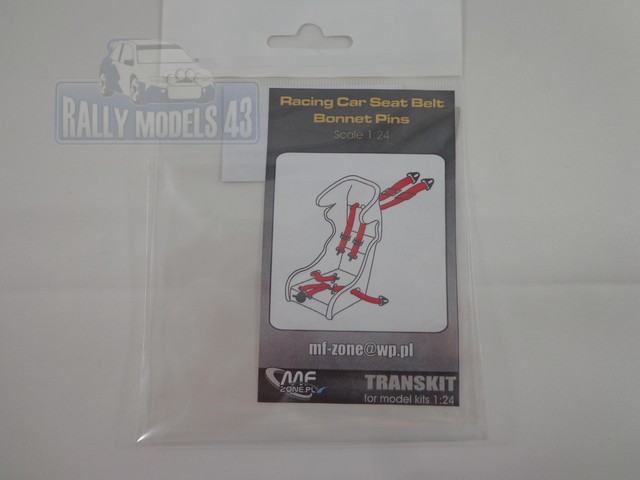 RALLY MODELS 43
Racing Car Seat Belt
Bonnet Pins
Scale 1:24
mf-zone@wp.pl
MF
ZONE.PL
TRANSKIT
for model kits 1:24